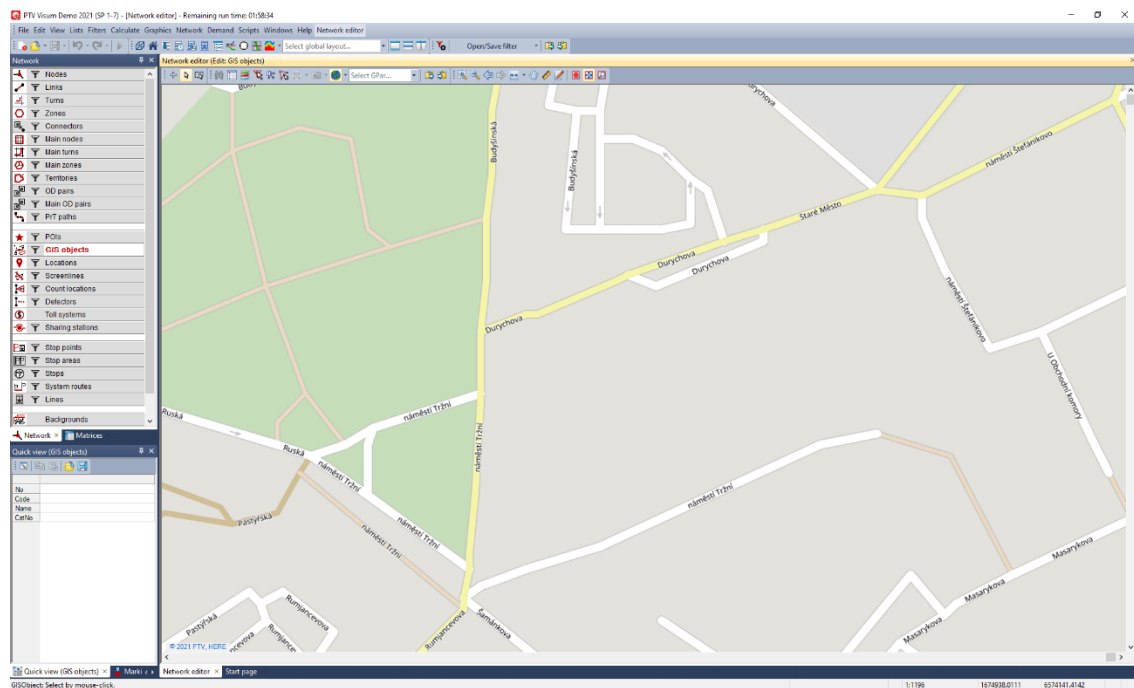 PTV Visum Demo 2021 (SP 1-7) - [Network editor] - Remaining run time: 01:58:34
File Edit View Lists Filters Calculate Graphics Network Demand Scripts Windows Help Network editor
Select global layout...
Open/Save filter
Network
Nodes
Links
Turns
Zones
Connectors
Main nodes
Main turns
Main zones
Territories
OD pairs
Main OD pairs
PrT paths
POIs
GIS objects
Locations
Screenlines
Count locations
Detectors
Toll systems
Sharing stations
Stop points
Stop areas
Stops
System routes
Lines
Backgrounds
Network
Matrices
Quick view (GIS objects)
No
Code
Name
CatNo
Quick view (GIS objects)
Marki
Network editor (Edit: GIS objects)
Select GPar...
Budyšínská
Budyšínská
Durychova
Staré Město
náměstí Štefánikovo
Durychova
Durychova
Durychova
náměstí Štefánikovo
U Obchodní komory
Ruská
Ruská
náměstí Tržní
náměstí Tržní
náměstí Tržní
náměstí Tržní
náměstí Tržní
náměstí Tržní
Pastýřská
Masarykova
Masarykova
Masarykova
Pastýřská
Rumjancevova
Rumjancevova
Šamánkova
© 2021 PTV, HERE
Network editor
Start page
GISObject: Select by mouse-click.
1:1196
1674938.0111
6574141.4142